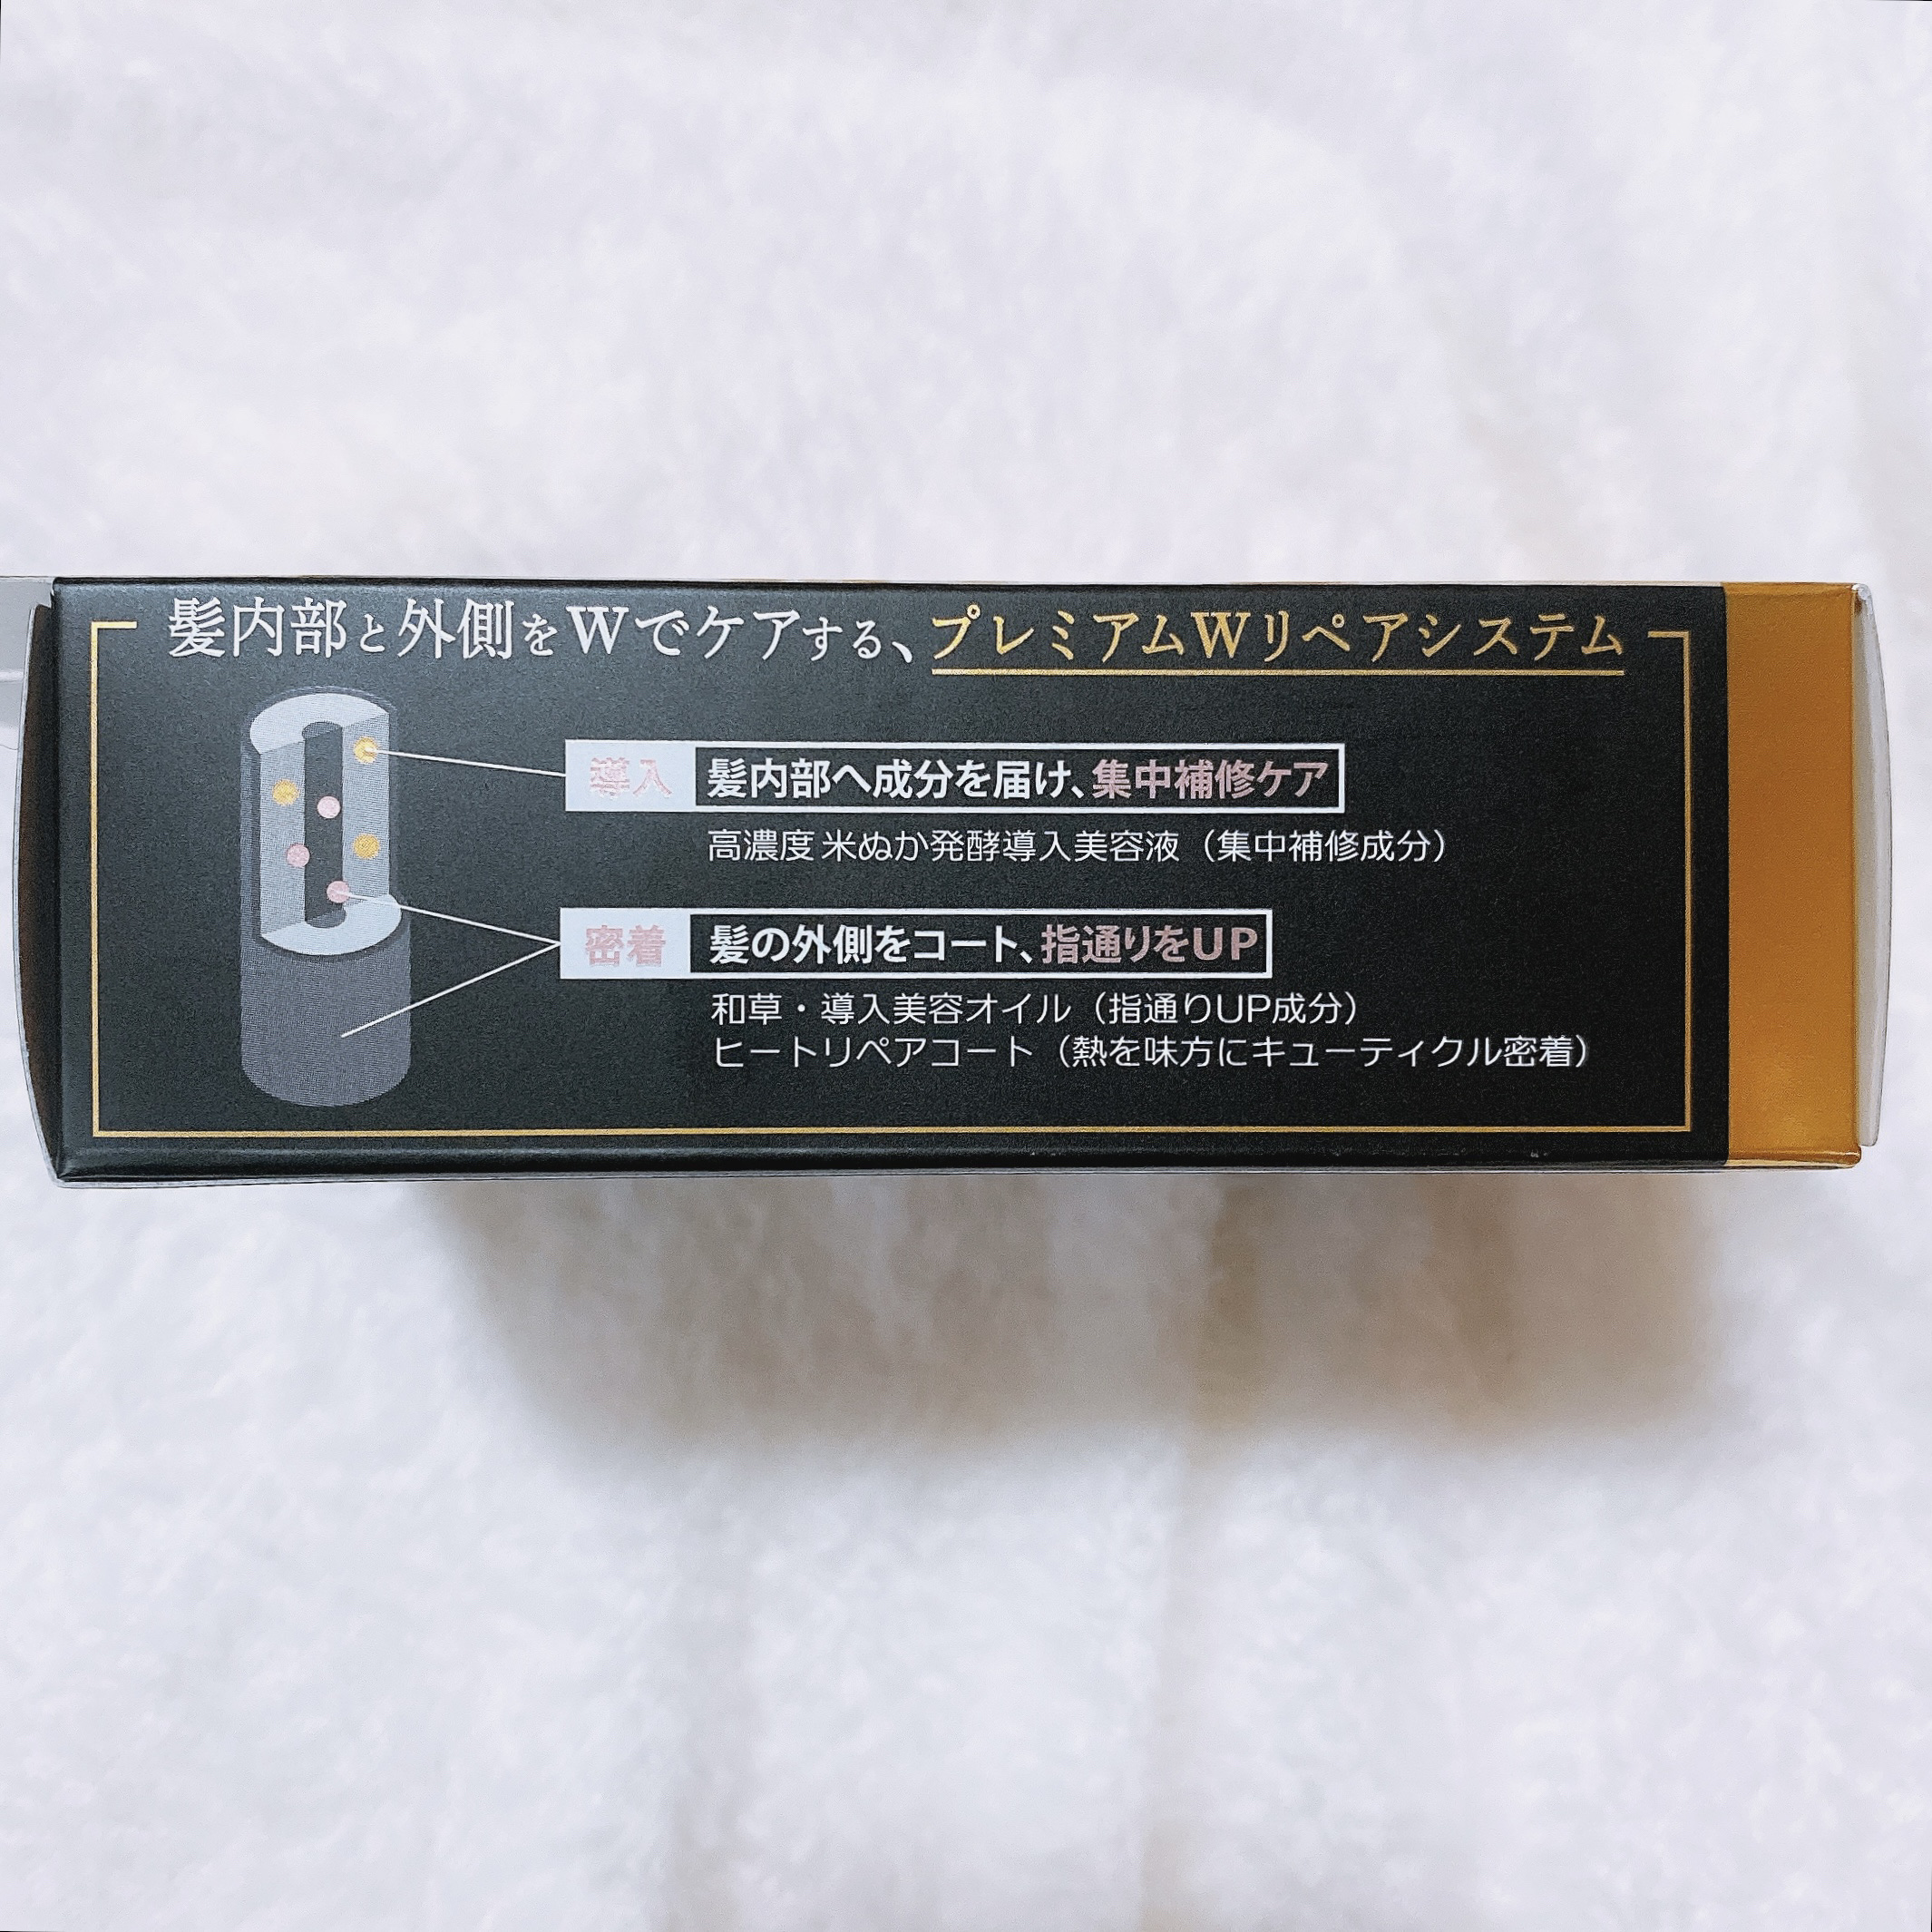 髪内部と外側をWでケアする、プレミアムWリペアシステム
導入 髪内部へ成分を届け、集中補修ケア
高濃度 米ぬか発酵導入美容液（集中補修成分）
密着 髪の外側をコート、指通りをUP
和草・導入美容オイル（指通りUP成分）
ヒートリペアコート（熱を味方にキューティクル密着）